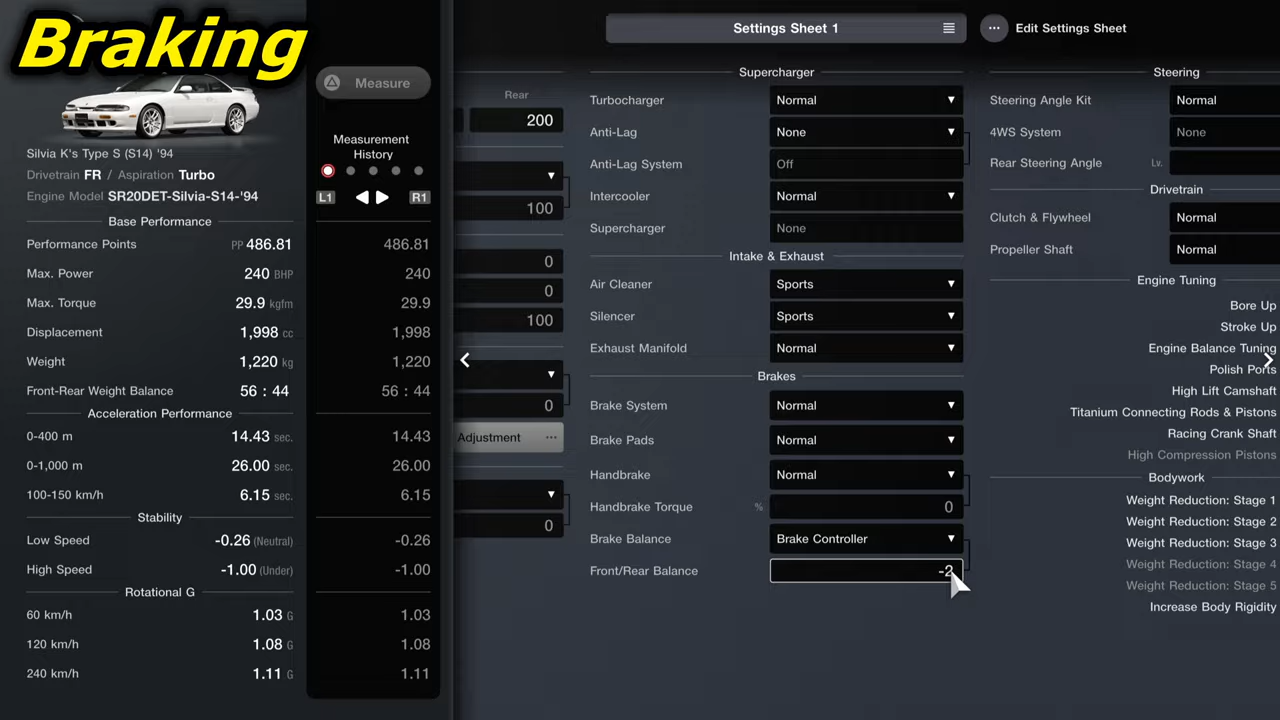 Braking
Silvia K's Type S (S14) '94
Drivetrain FR / Aspiration Turbo
Engine Model SR20DET-Silvia-S14-'94
Base Performance
Performance Points PP 486.81
Max. Power 240 BHP
Max. Torque 29.9 kgfm
Displacement 1,998 cc
Weight 1,220 kg
Front-Rear Weight Balance 56 : 44
Acceleration Performance
0-400 m 14.43 sec.
0-1,000 m 26.00 sec.
100-150 km/h 6.15 sec.
Stability
Low Speed -0.26 (Neutral)
High Speed -1.00 (Under)
Rotational G
60 km/h 1.03 G
120 km/h 1.08 G
240 km/h 1.11 G
Measure
Measurement
History
L1 R1
486.81
240
29.9
1,998
1,220
56 : 44
14.43
26.00
6.15
-0.26
-1.00
1.03
1.08
1.11
Rear
200
100
0
0
100
0
Adjustment ...
0
Settings Sheet 1
... Edit Settings Sheet
Supercharger
Turbocharger Normal
Anti-Lag None
Anti-Lag System Off
Intercooler Normal
Supercharger None
Intake & Exhaust
Air Cleaner Sports
Silencer Sports
Exhaust Manifold Normal
Brakes
Brake System Normal
Brake Pads Normal
Handbrake Normal
Handbrake Torque % 0
Brake Balance Brake Controller
Front/Rear Balance -2
Steering
Steering Angle Kit Normal
4WS System None
Rear Steering Angle Lv.
Drivetrain
Clutch & Flywheel Normal
Propeller Shaft Normal
Engine Tuning
Bore Up
Stroke Up
Engine Balance Tuning
Polish Ports
High Lift Camshaft
Titanium Connecting Rods & Pistons
Racing Crank Shaft
High Compression Pistons
Bodywork
Weight Reduction: Stage 1
Weight Reduction: Stage 2
Weight Reduction: Stage 3
Weight Reduction: Stage 4
Weight Reduction: Stage 5
Increase Body Rigidity